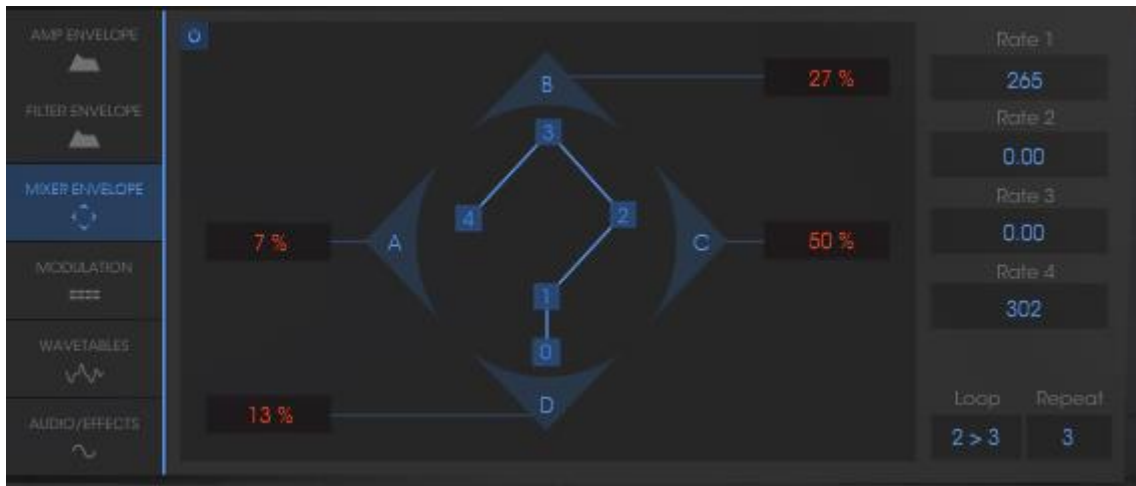 AMP ENVELOPE
FILTER ENVELOPE
MIXER ENVELOPE
MODULATION
WAVETABLES
AUDIO/EFFECTS
B
27 %
3
4
2
7 %
A
C
50 %
1
0
13 %
D
Rate 1
265
Rate 2
0.00
Rate 3
0.00
Rate 4
302
Loop Repeat
2 > 3 3